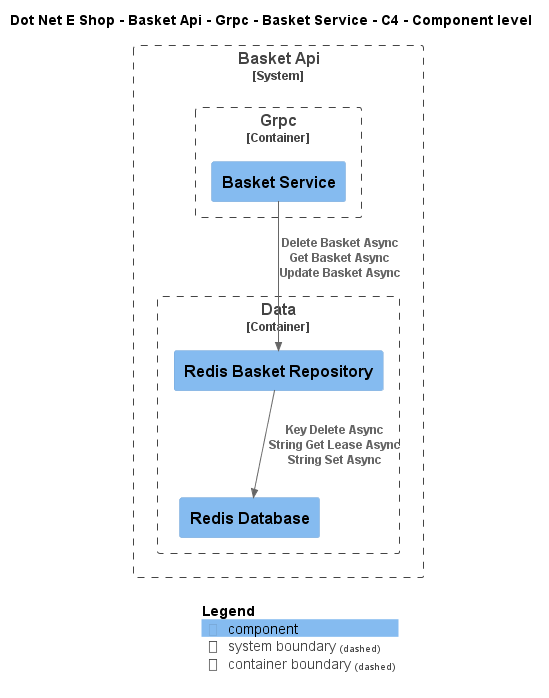 Dot Net E Shop - Basket Api - Grpc - Basket Service - C4 - Component level
Basket Api
[System]
Grpc
[Container]
Basket Service
Delete Basket Async
Get Basket Async
Update Basket Async
Data
[Container]
Redis Basket Repository
Key Delete Async
String Get Lease Async
String Set Async
Redis Database
Legend
component
system boundary (dashed)
container boundary (dashed)